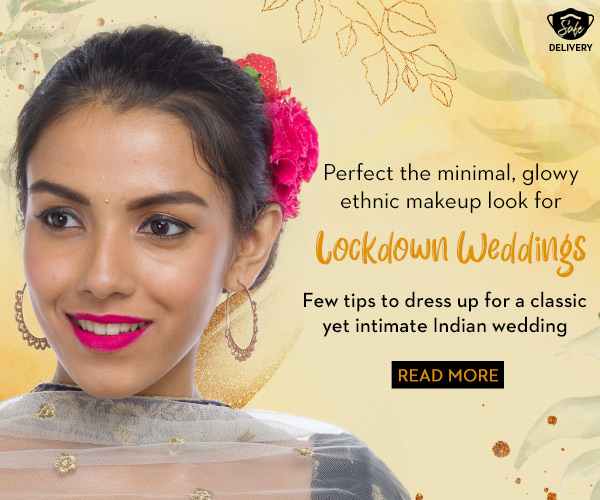 Safe
DELIVERY
Perfect the minimal, glowy
ethnic makeup look for
Lockdown Weddings
Few tips to dress up for a classic
yet intimate Indian wedding
READ MORE